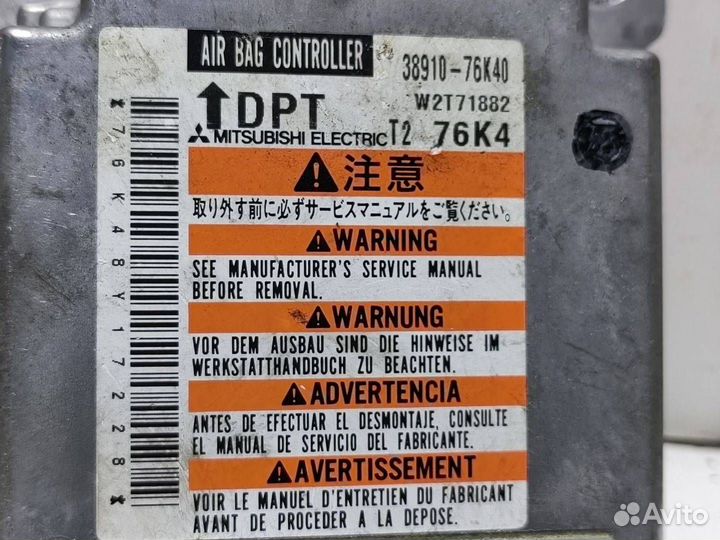 AIR BAG CONTROLLER
38910-76K40
DPT
W2T71882
MITSUBISHI ELECTRIC T2 76K4
注意
取り外す前に必ずサービスマニュアルをご覧ください。
WARNING
SEE MANUFACTURER'S SERVICE MANUAL
BEFORE REMOVAL.
WARNUNG
VOR DEM AUSBAU SIND DIE HINWEISE IM
WERKSTATTHANDBUCH ZU BEACHTEN.
ADVERTENCIA
ANTES DE EFECTUAR EL DESMONTAJE, CONSULTE
EL MANUAL DE SERVICIO DEL FABRICANTE.
AVERTISSEMENT
VOIR LE MANUEL D'ENTRETIEN DU FABRICANT
AVANT DE PROCEDER A LA DEPOSE.
*76K48Y17228*
Avito